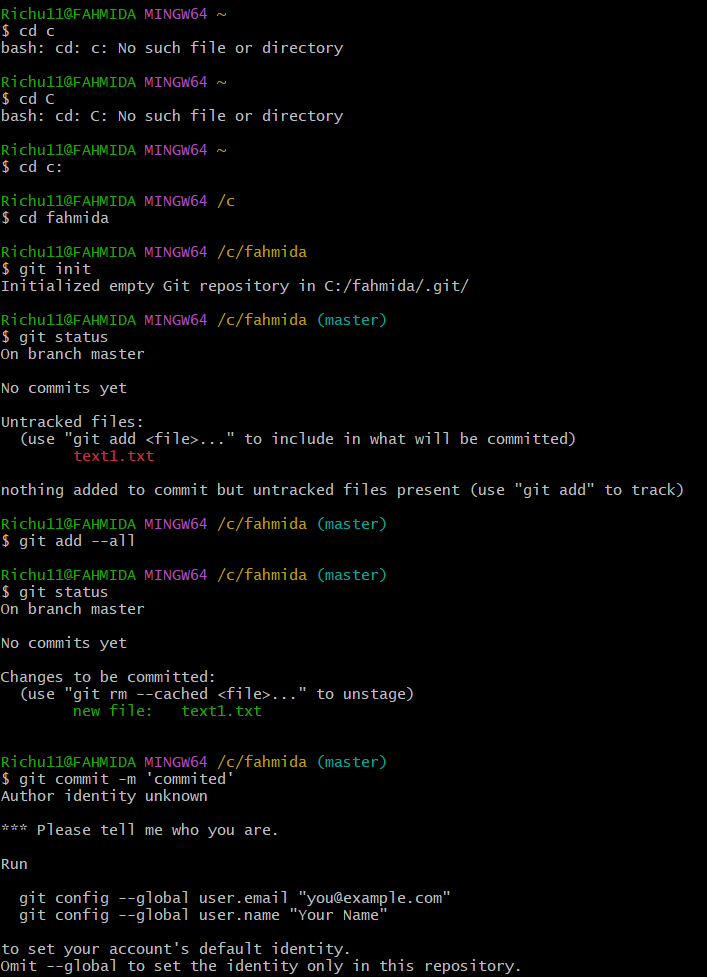 Richu11@FAHMIDA MINGW64 ~
$ cd c
bash: cd: c: No such file or directory
Richu11@FAHMIDA MINGW64 ~
$ cd C
bash: cd: C: No such file or directory
Richu11@FAHMIDA MINGW64 ~
$ cd c:
Richu11@FAHMIDA MINGW64 /c
$ cd fahmida
Richu11@FAHMIDA MINGW64 /c/fahmida
$ git init
Initialized empty Git repository in C:/fahmida/.git/
Richu11@FAHMIDA MINGW64 /c/fahmida (master)
$ git status
On branch master
No commits yet
Untracked files:
  (use "git add <file>..." to include in what will be committed)
        text1.txt
nothing added to commit but untracked files present (use "git add" to track)
Richu11@FAHMIDA MINGW64 /c/fahmida (master)
$ git add --all
Richu11@FAHMIDA MINGW64 /c/fahmida (master)
$ git status
On branch master
No commits yet
Changes to be committed:
  (use "git rm --cached <file>..." to unstage)
        new file:   text1.txt
Richu11@FAHMIDA MINGW64 /c/fahmida (master)
$ git commit -m 'commited'
Author identity unknown
*** Please tell me who you are.
Run
  git config --global user.email "you@example.com"
  git config --global user.name "Your Name"
to set your account's default identity.
Omit --global to set the identity only in this repository.